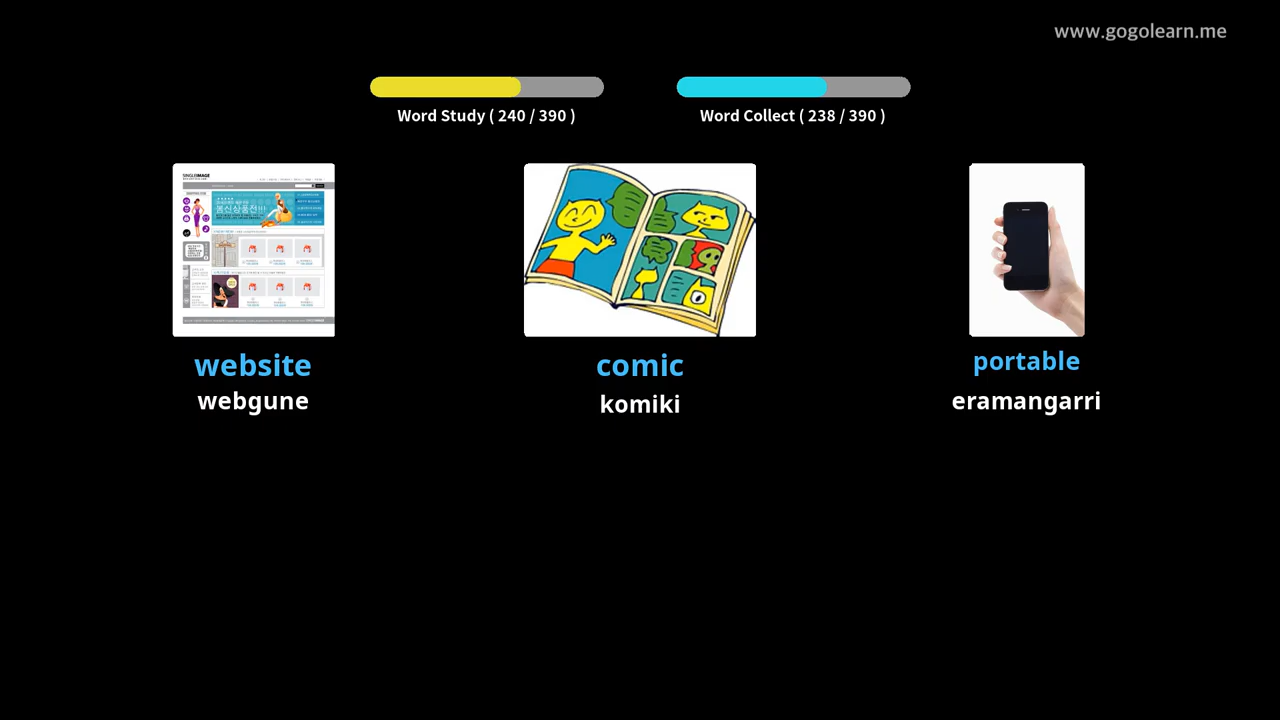 www.gogolearn.me
Word Study ( 240 / 390 )
Word Collect ( 238 / 390 )
website
comic
portable
webgune
komiki
eramangarri